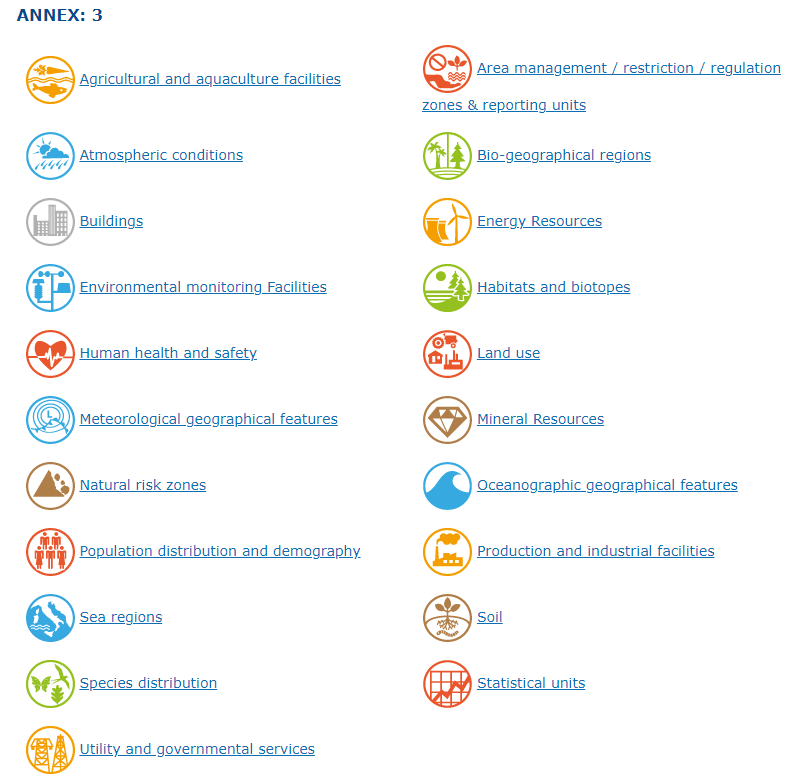 ANNEX: 3
Agricultural and aquaculture facilities
Area management / restriction / regulation
zones & reporting units
Atmospheric conditions
Bio-geographical regions
Buildings
Energy Resources
Environmental monitoring Facilities
Habitats and biotopes
Human health and safety
Land use
Meteorological geographical features
Mineral Resources
Natural risk zones
Oceanographic geographical features
Population distribution and demography
Production and industrial facilities
Sea regions
Soil
Species distribution
Statistical units
Utility and governmental services